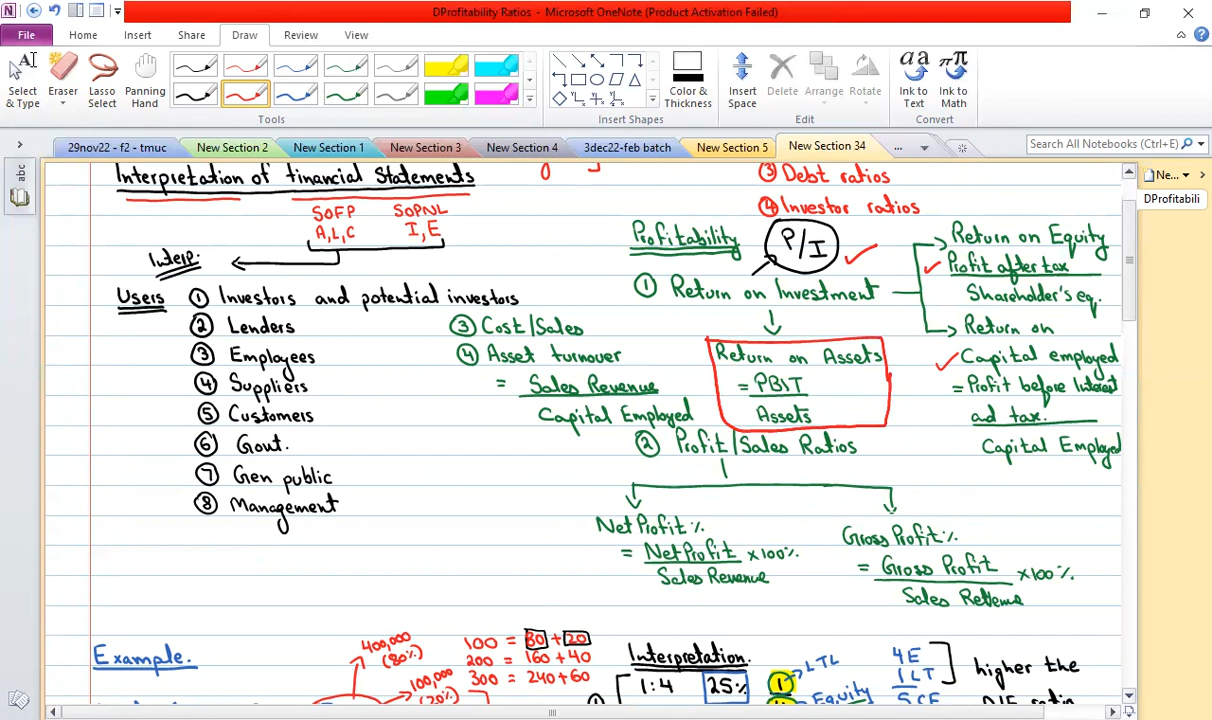 DProfitability Ratios - Microsoft OneNote (Product Activation Failed)
File Home Insert Share Draw Review View
Select & Type
Eraser
Lasso Select
Panning Hand
Color & Thickness
Insert Space
Delete
Arrange
Rotate
Ink to Text
Ink to Math
Tools
Insert Shapes
Edit
Convert
29nov22 - f2 - tmuc
New Section 2
New Section 1
New Section 3
New Section 4
3dec22-feb batch
New Section 5
New Section 34
...
Search All Notebooks (Ctrl+E)
abc
Ne
DProfitabili
Interpretation of financial Statements
SOFP SOPNL
A,L,C I,E
Interp.
Users ① Investors and potential investors
② Lenders
③ Employees
④ Suppliers
⑤ Customers
⑥ Govt.
⑦ Gen public
⑧ Management
③ Cost/Sales
④ Asset turnover
= Sales Revenue
Capital Employed
③ Debt ratios
④ Investor ratios
Profitability P/I
① Return on Investment
Return on Equity
Profit after tax
Shareholder's eq.
Return on
Capital employed
= Profit before Interest
and tax.
Capital Employed
Return on Assets
= PBIT
Assets
② Profit/Sales Ratios
Net Profit %
= Net Profit ×100%
Sales Revenue
Gross Profit %
= Gross Profit ×100%
Sales Revenue
Example.
400,000
(80%)
100,000
(20%)
100 = 80 + 20
200 = 160 + 40
300 = 240 + 60
Interpretation.
1:4 25%
1 LTL
Equity
4E
1 LT
5 CE
higher the
D/E ratio